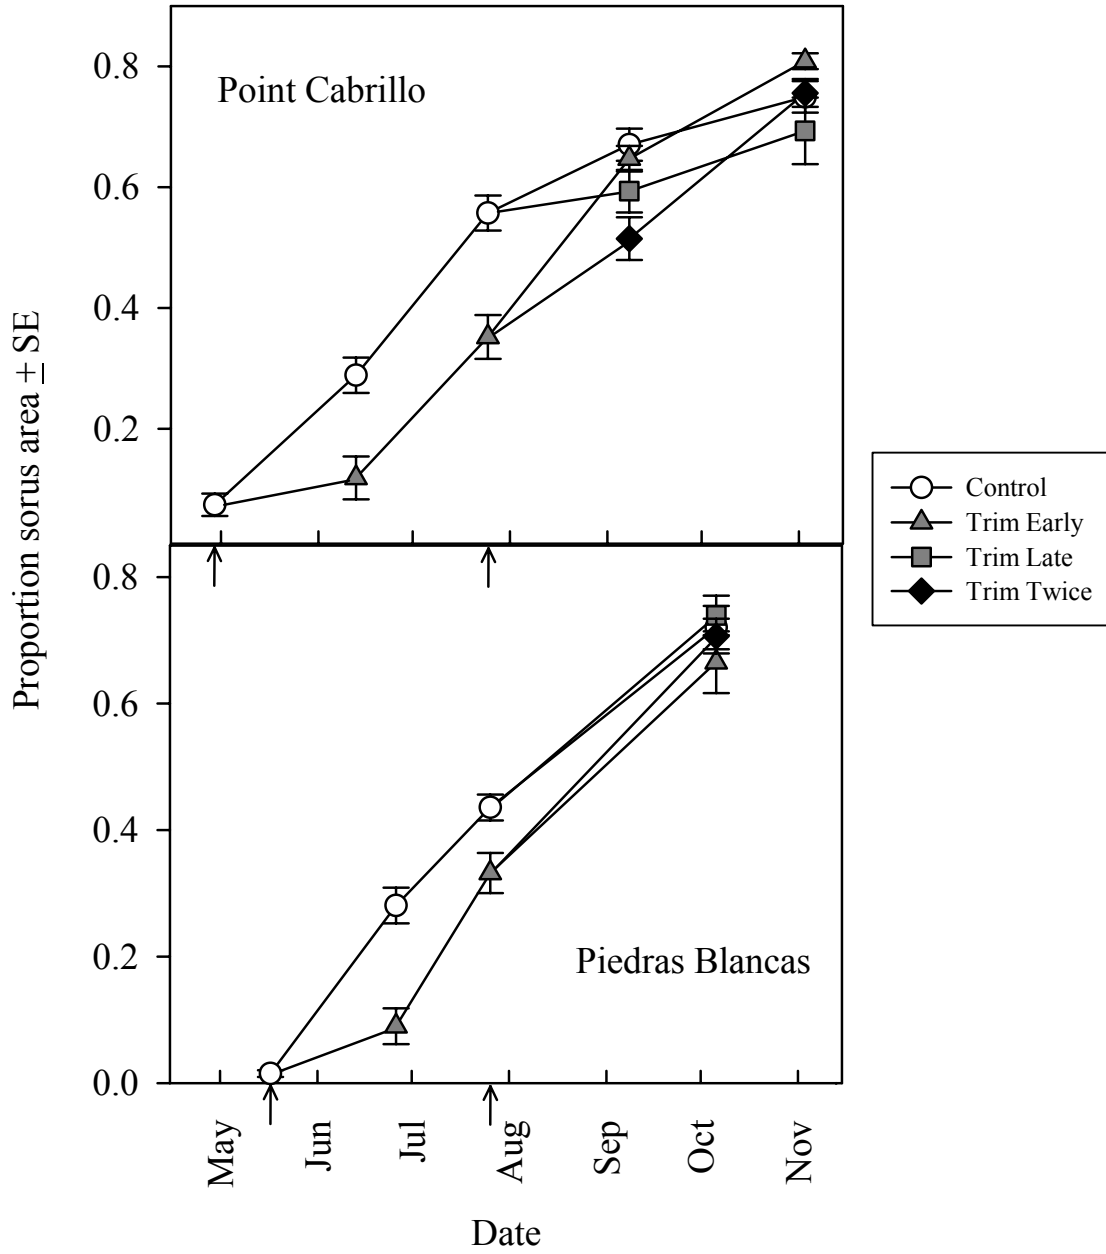 Proportion sorus area ± SE
0.8
0.6
0.4
0.2
Point Cabrillo
0.8
0.6
0.4
0.2
0.0
Piedras Blancas
May
Jun
Jul
Aug
Sep
Oct
Nov
Date
Control
Trim Early
Trim Late
Trim Twice